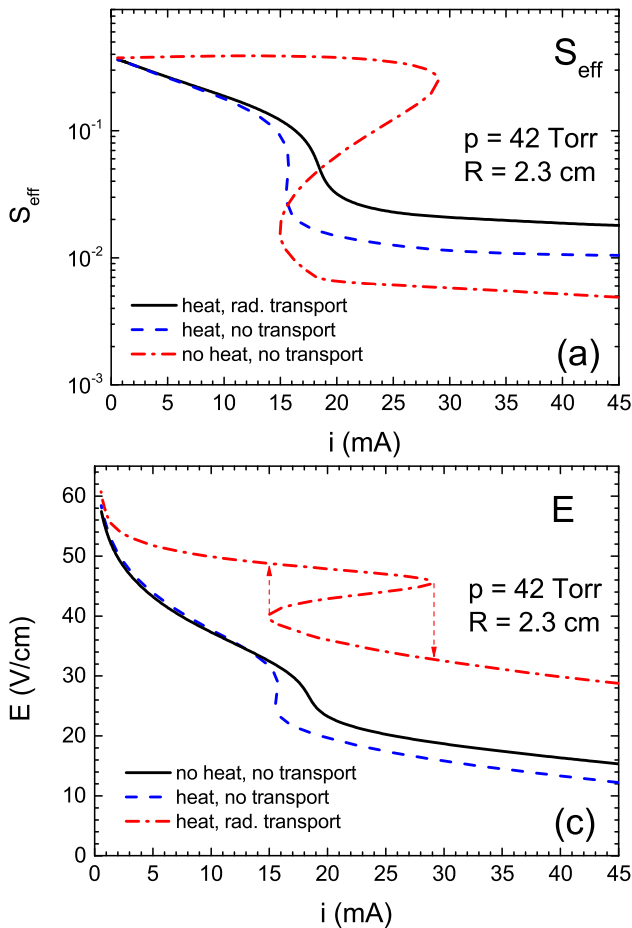 (a)
S_eff
p = 42 Torr
R = 2.3 cm
S_eff
10^-1
10^-2
10^-3
heat, rad. transport
heat, no transport
no heat, no transport
(a)
0 5 10 15 20 25 30 35 40 45
i (mA)
E
p = 42 Torr
R = 2.3 cm
E (V/cm)
60
50
40
30
20
10
0
no heat, no transport
heat, no transport
heat, rad. transport
(c)
0 5 10 15 20 25 30 35 40 45
i (mA)